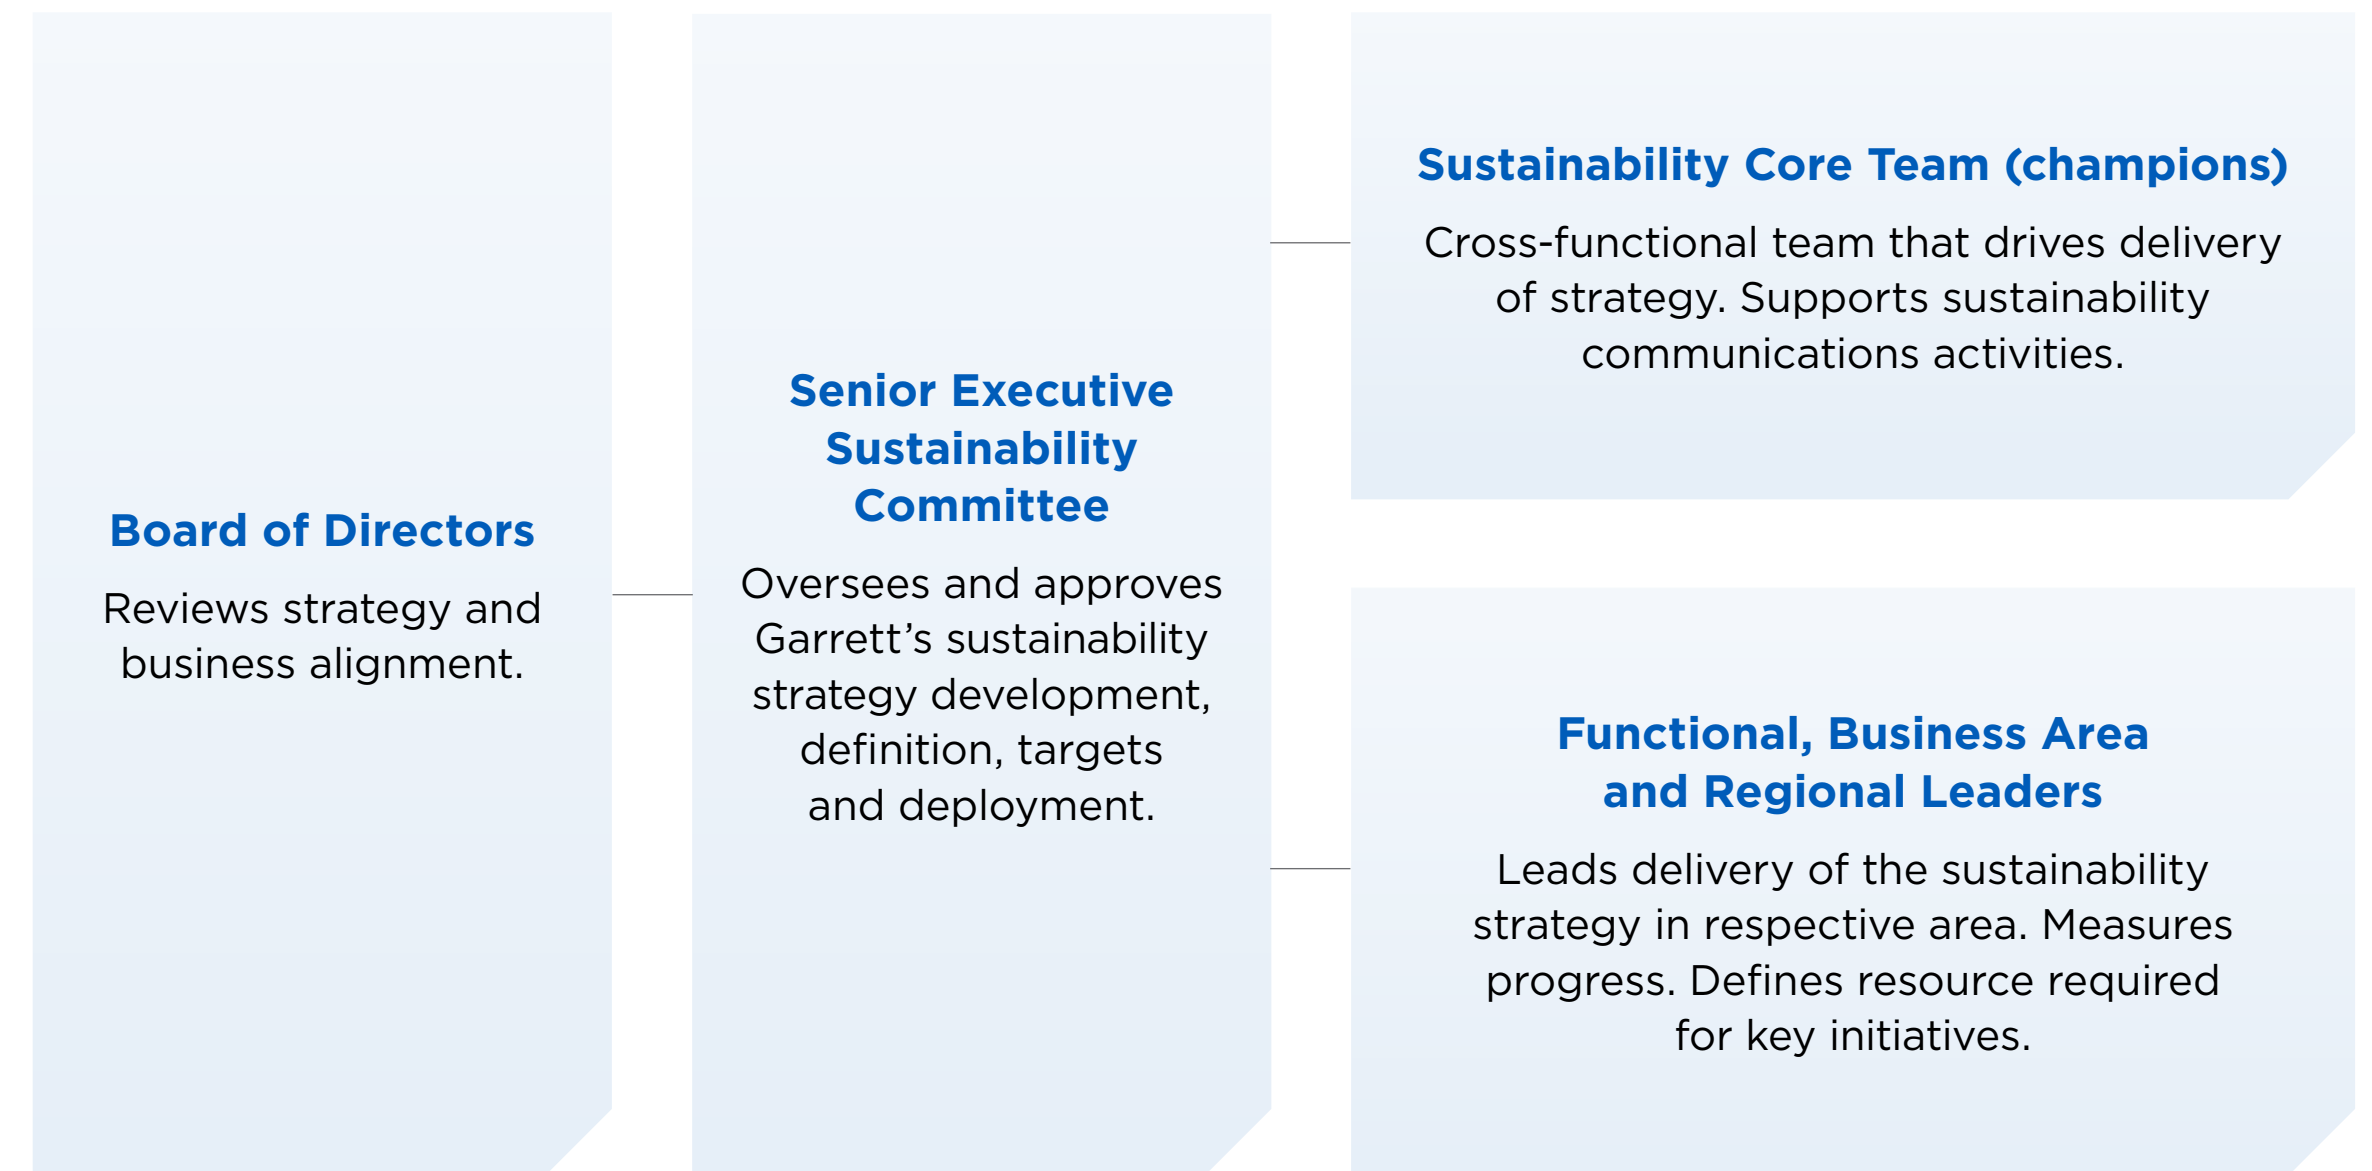 Board of Directors
Reviews strategy and
business alignment.
Senior Executive
Sustainability
Committee
Oversees and approves
Garrett’s sustainability
strategy development,
definition, targets
and deployment.
Sustainability Core Team (champions)
Cross-functional team that drives delivery
of strategy. Supports sustainability
communications activities.
Functional, Business Area
and Regional Leaders
Leads delivery of the sustainability
strategy in respective area. Measures
progress. Defines resource required
for key initiatives.